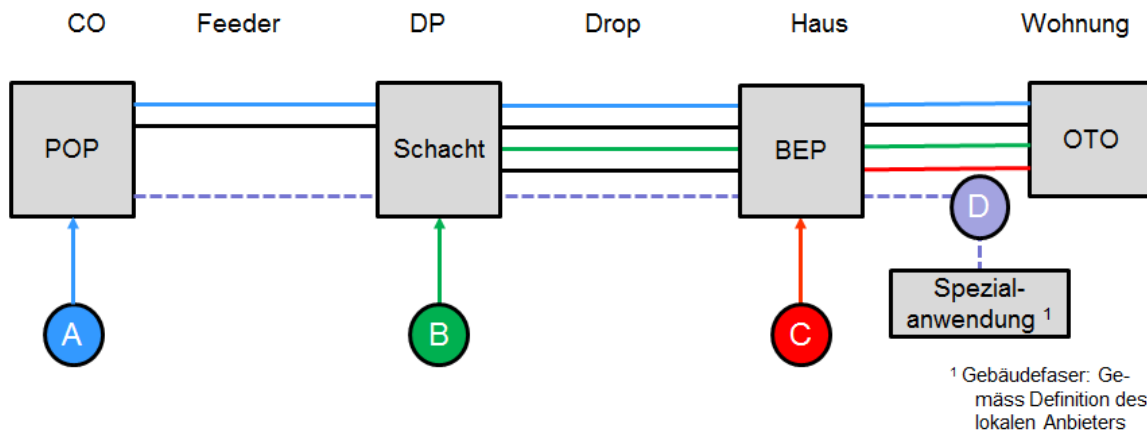 CO Feeder DP Drop Haus Wohnung
POP Schacht BEP OTO
D
Spezial-
anwendung ¹
A B C
¹ Gebäudefaser: Ge-
mäss Definition des
lokalen Anbieters